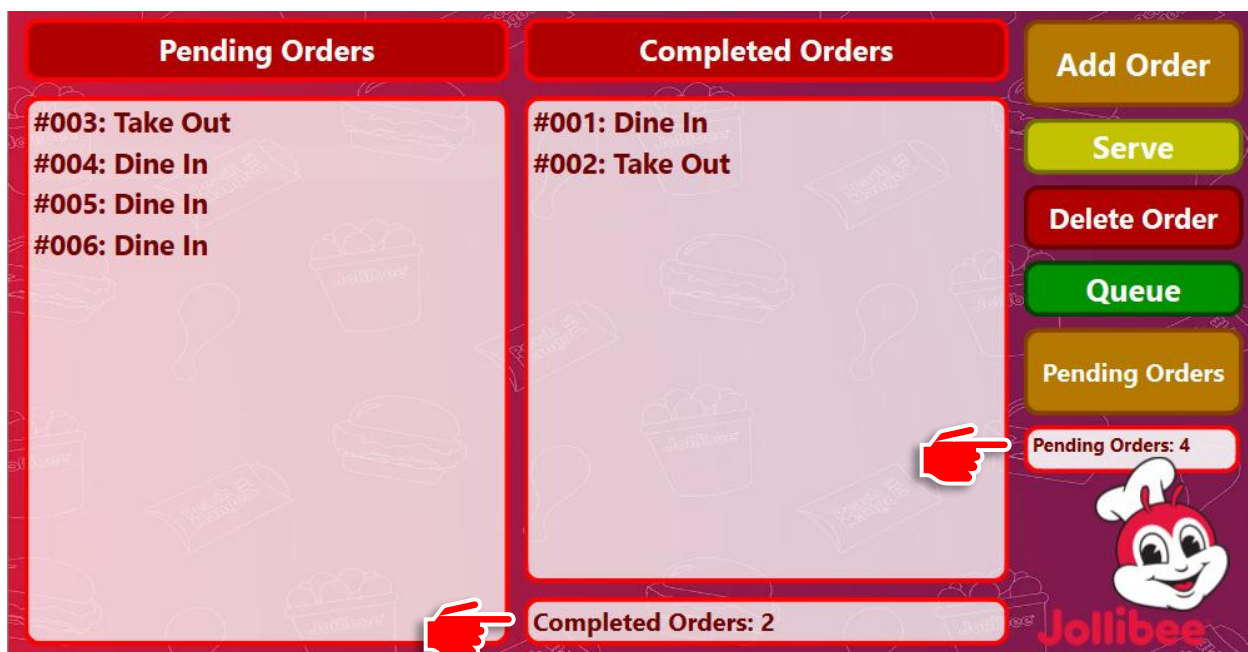 Pending Orders
#003: Take Out
#004: Dine In
#005: Dine In
#006: Dine In
Completed Orders
#001: Dine In
#002: Take Out
Completed Orders: 2
Add Order
Serve
Delete Order
Queue
Pending Orders
Pending Orders: 4
Jollibee